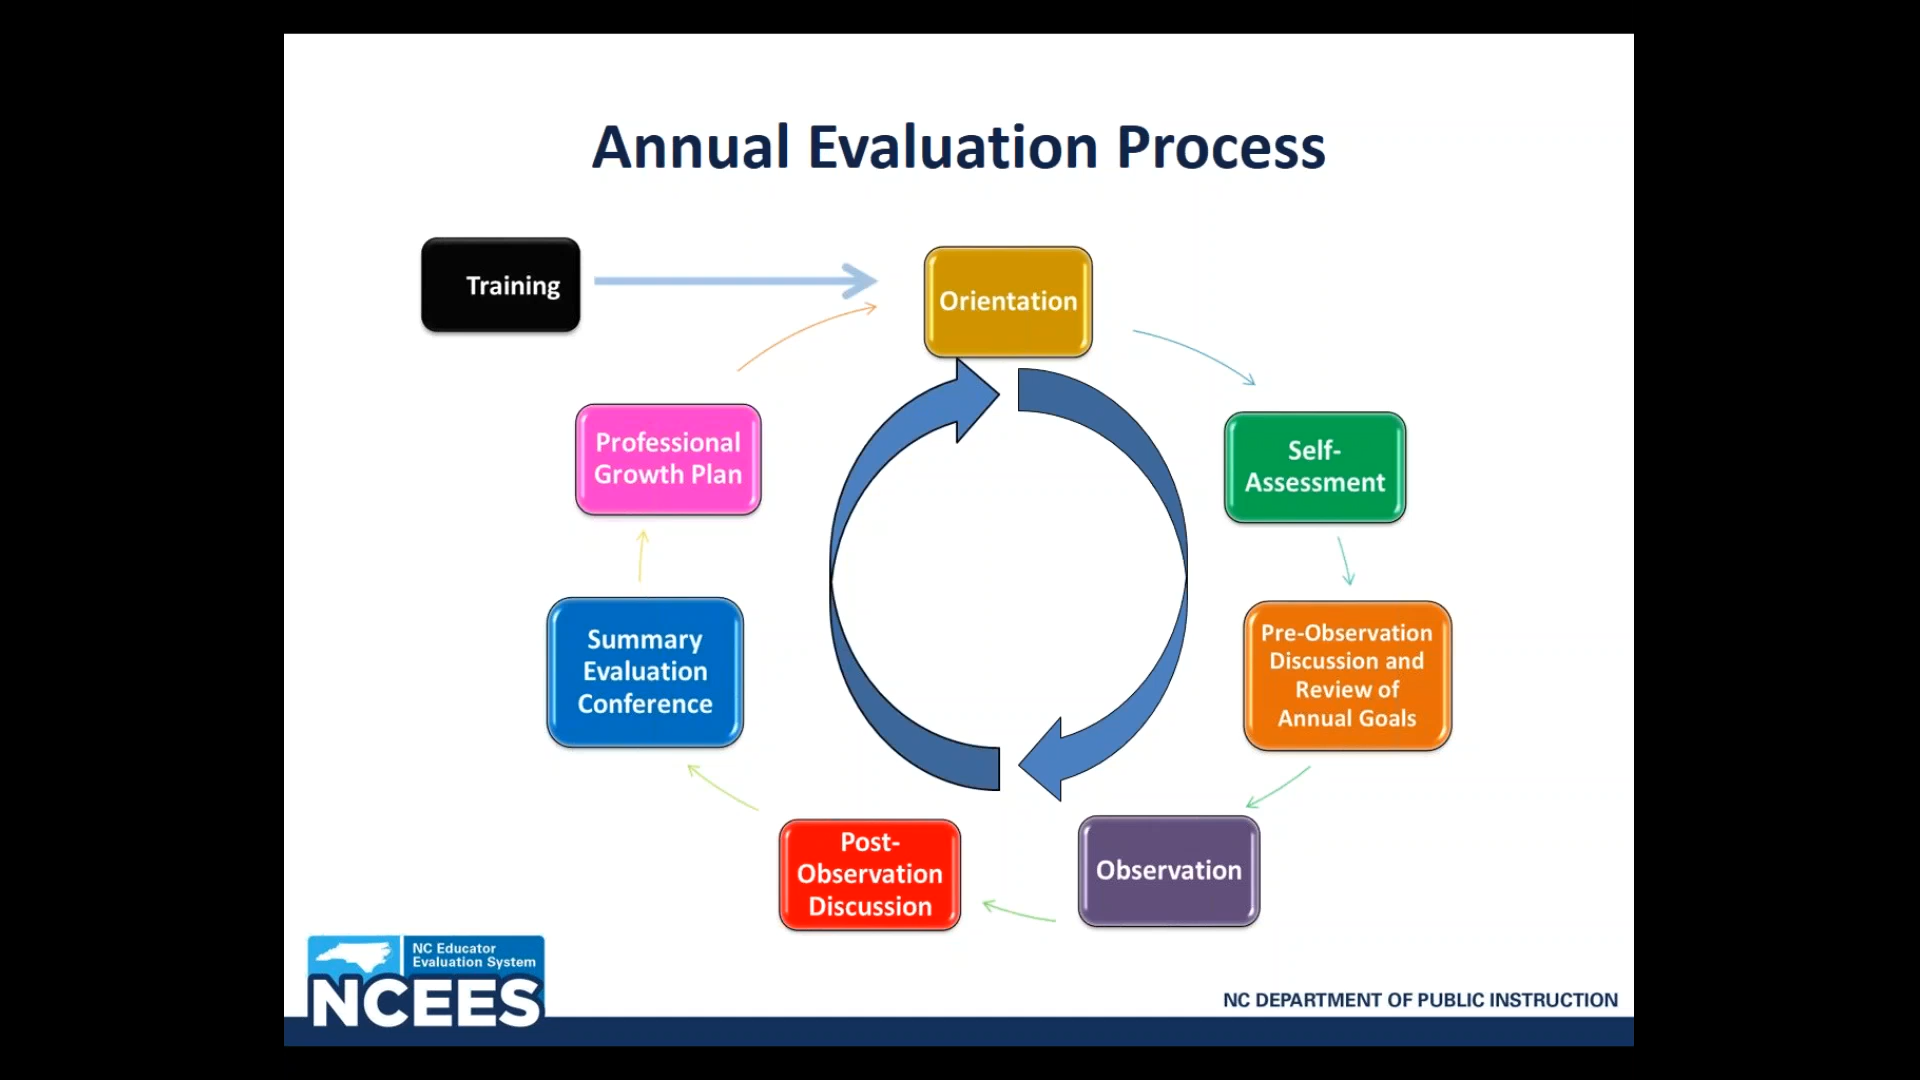 Annual Evaluation Process
Training
Orientation
Self-
Assessment
Pre-Observation
Discussion and
Review of
Annual Goals
Observation
Post-
Observation
Discussion
Summary
Evaluation
Conference
Professional
Growth Plan
NC Educator
Evaluation System
NCEES
NC DEPARTMENT OF PUBLIC INSTRUCTION